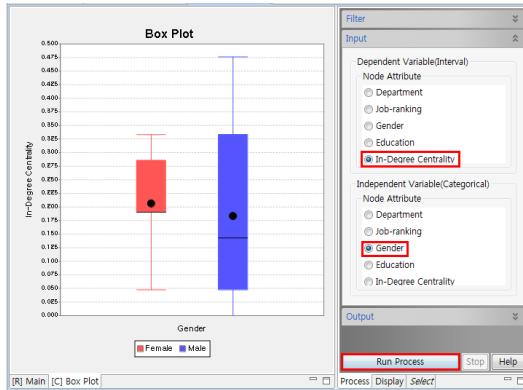 Box Plot
0.500
0.475
0.450
0.425
0.400
0.375
0.350
0.325
0.300
0.275
0.250
0.225
0.200
0.175
0.150
0.125
0.100
0.075
0.050
0.025
0.000
In-Degree Centrality
Gender
Female Male
[R] Main [C] Box Plot
Filter
Input
Dependent Variable(Interval)
Node Attribute
Department
Job-ranking
Gender
Education
In-Degree Centrality
Independent Variable(Categorical)
Node Attribute
Department
Job-ranking
Gender
Education
In-Degree Centrality
Output
Run Process Stop Help
Process Display Select